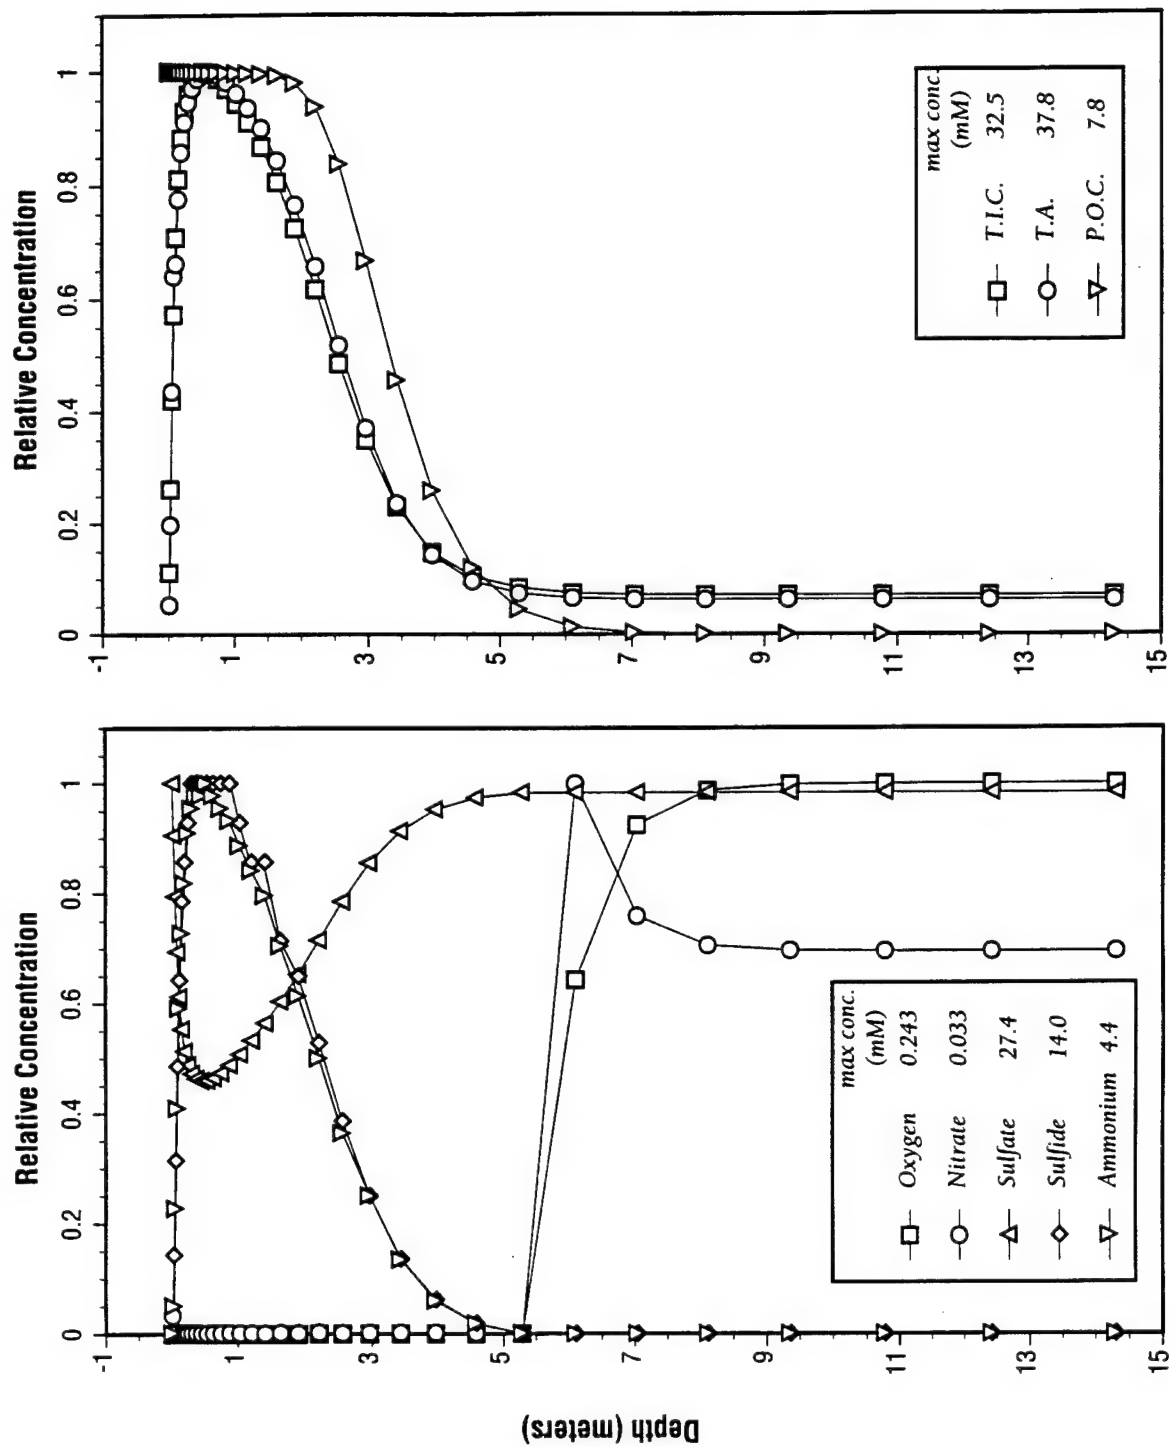 Relative Concentration
0 0.2 0.4 0.6 0.8 1
-1
1
3
5
7
9
11
13
15
Depth (meters)
max conc.
(mM)
Oxygen 0.243
Nitrate 0.033
Sulfate 27.4
Sulfide 14.0
Ammonium 4.4
Relative Concentration
0 0.2 0.4 0.6 0.8 1
-1
1
3
5
7
9
11
13
15
max conc.
(mM)
T.I.C. 32.5
T.A. 37.8
P.O.C. 7.8